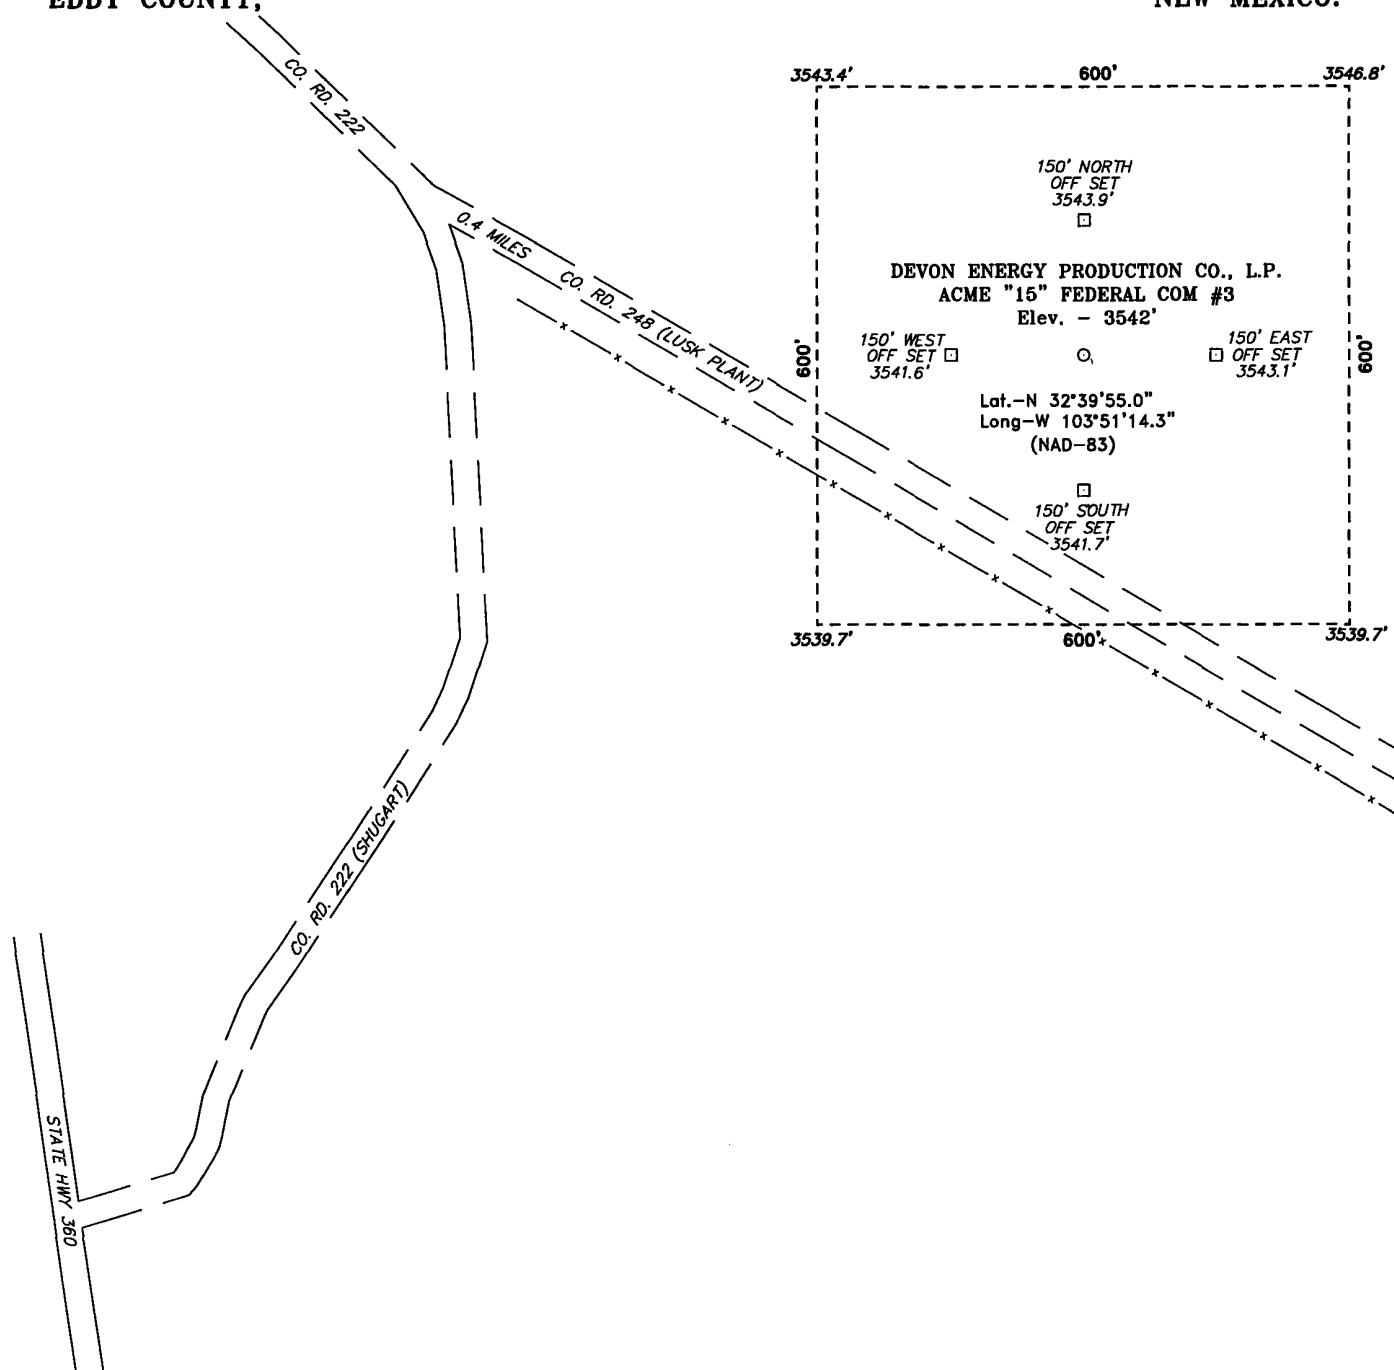 EDDY COUNTY,
NEW MEXICO.
CO. RD. 222
3543.4'
600'
3546.8'
150' NORTH
OFF SET
3543.9'
0.4 MILES
CO. RD. 248 (LUSK PLANT)
DEVON ENERGY PRODUCTION CO., L.P.
ACME "15" FEDERAL COM #3
Elev. - 3542'
600'
150' WEST
OFF SET
3541.6'
150' EAST
OFF SET
3543.1'
600'
Lat.-N 32°39'55.0"
Long-W 103°51'14.3"
(NAD-83)
150' SOUTH
OFF SET
3541.7'
3539.7'
600'
3539.7'
CO. RD. 222 (SHUGART)
STATE HWY 360